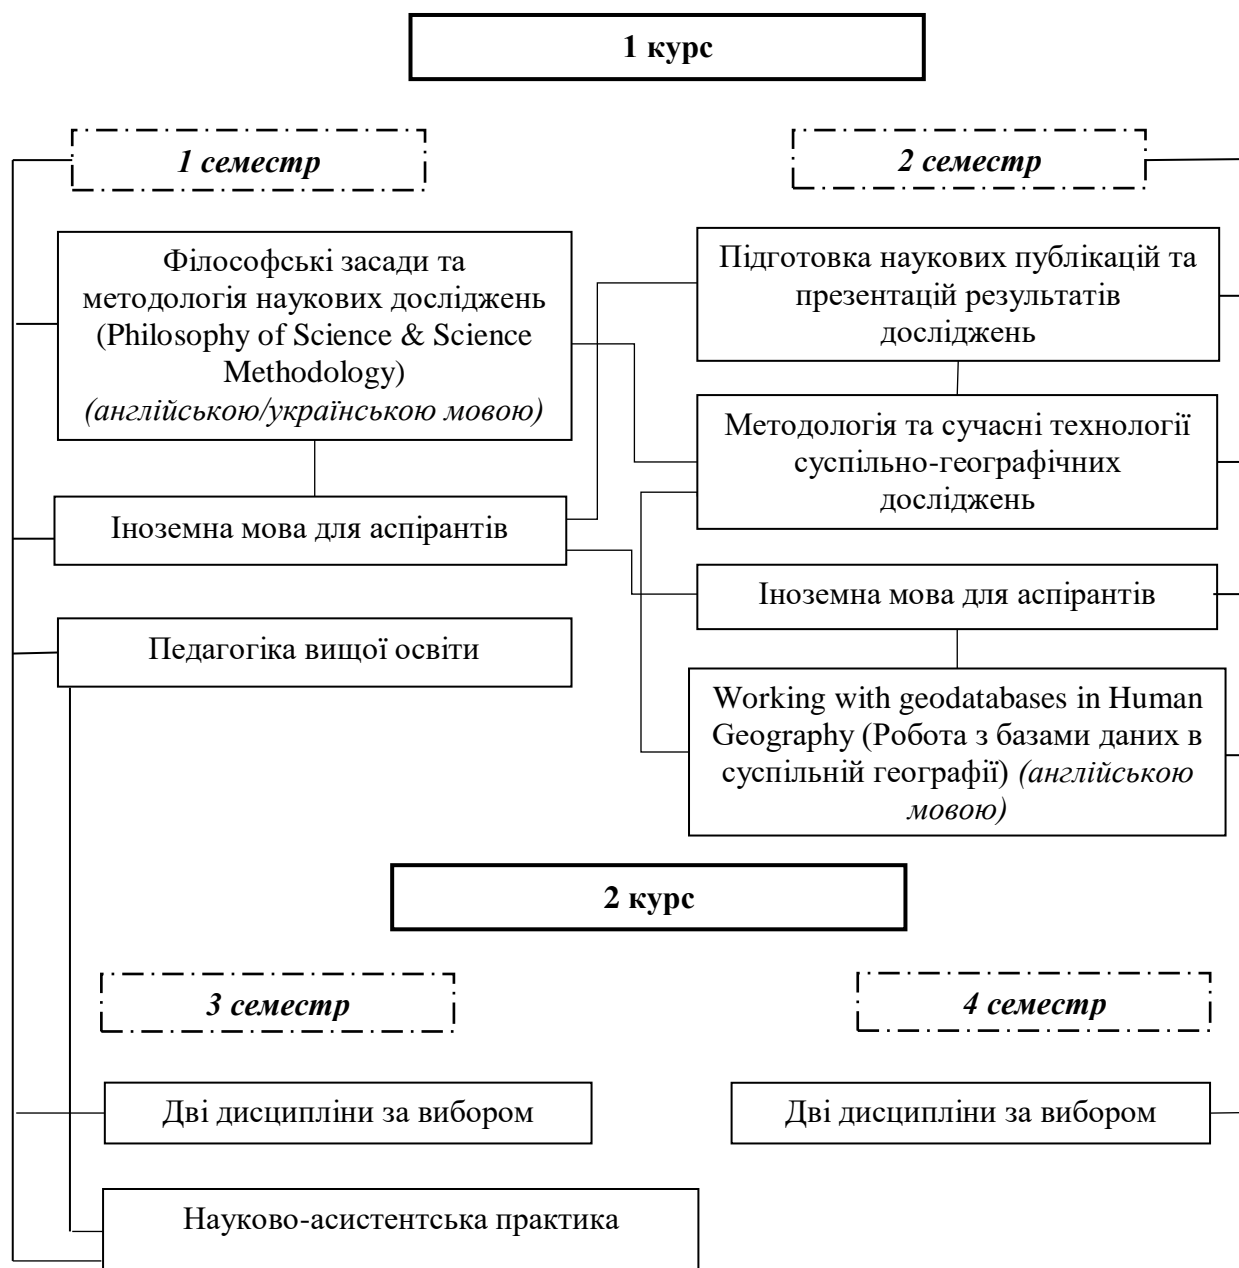 1 курс
1 семестр
2 семестр
Філософські засади та
методологія наукових досліджень
(Philosophy of Science & Science
Methodology)
(англійською/українською мовою)
Іноземна мова для аспірантів
Педагогіка вищої освіти
Підготовка наукових публікацій та
презентацій результатів
досліджень
Методологія та сучасні технології
суспільно-географічних
досліджень
Іноземна мова для аспірантів
Working with geodatabases in Human
Geography (Робота з базами даних в
суспільній географії) (англійською
мовою)
2 курс
3 семестр
4 семестр
Дві дисципліни за вибором
Дві дисципліни за вибором
Науково-асистентська практика